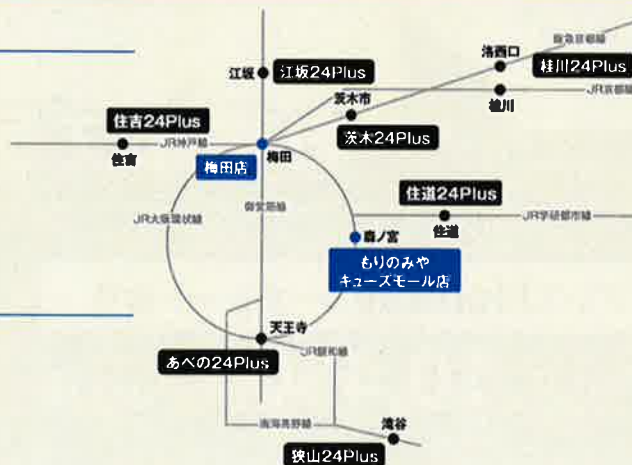 阪急京都線
洛西口
江坂
江坂24Plus
桂川24Plus
茨木市
桂川
JR京都線
住吉24Plus
茨木24Plus
JR神戸線
住吉
梅田
梅田店
住道24Plus
御堂筋線
JR大阪環状線
JR学研都市線
住道
森ノ宮
もりのみや
キューズモール店
天王寺
JR阪和線
あべの24Plus
南海高野線
滝谷
狭山24Plus